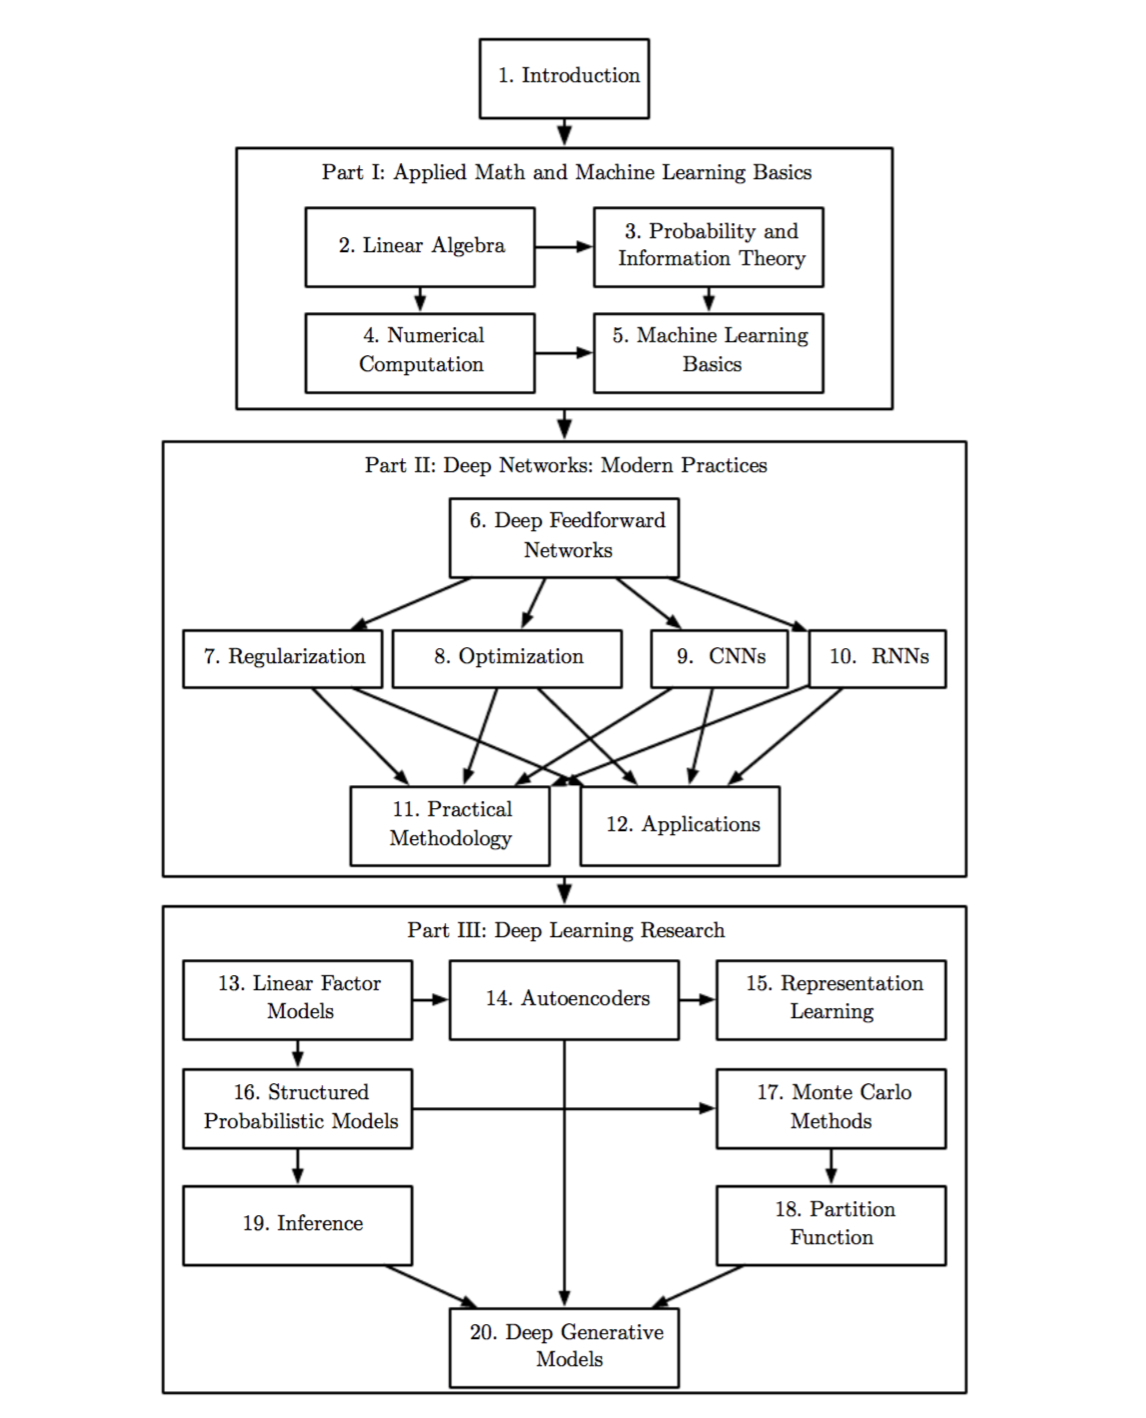 1. Introduction
Part I: Applied Math and Machine Learning Basics
2. Linear Algebra
3. Probability and
Information Theory
4. Numerical
Computation
5. Machine Learning
Basics
Part II: Deep Networks: Modern Practices
6. Deep Feedforward
Networks
7. Regularization
8. Optimization
9. CNNs
10. RNNs
11. Practical
Methodology
12. Applications
Part III: Deep Learning Research
13. Linear Factor
Models
14. Autoencoders
15. Representation
Learning
16. Structured
Probabilistic Models
17. Monte Carlo
Methods
19. Inference
18. Partition
Function
20. Deep Generative
Models